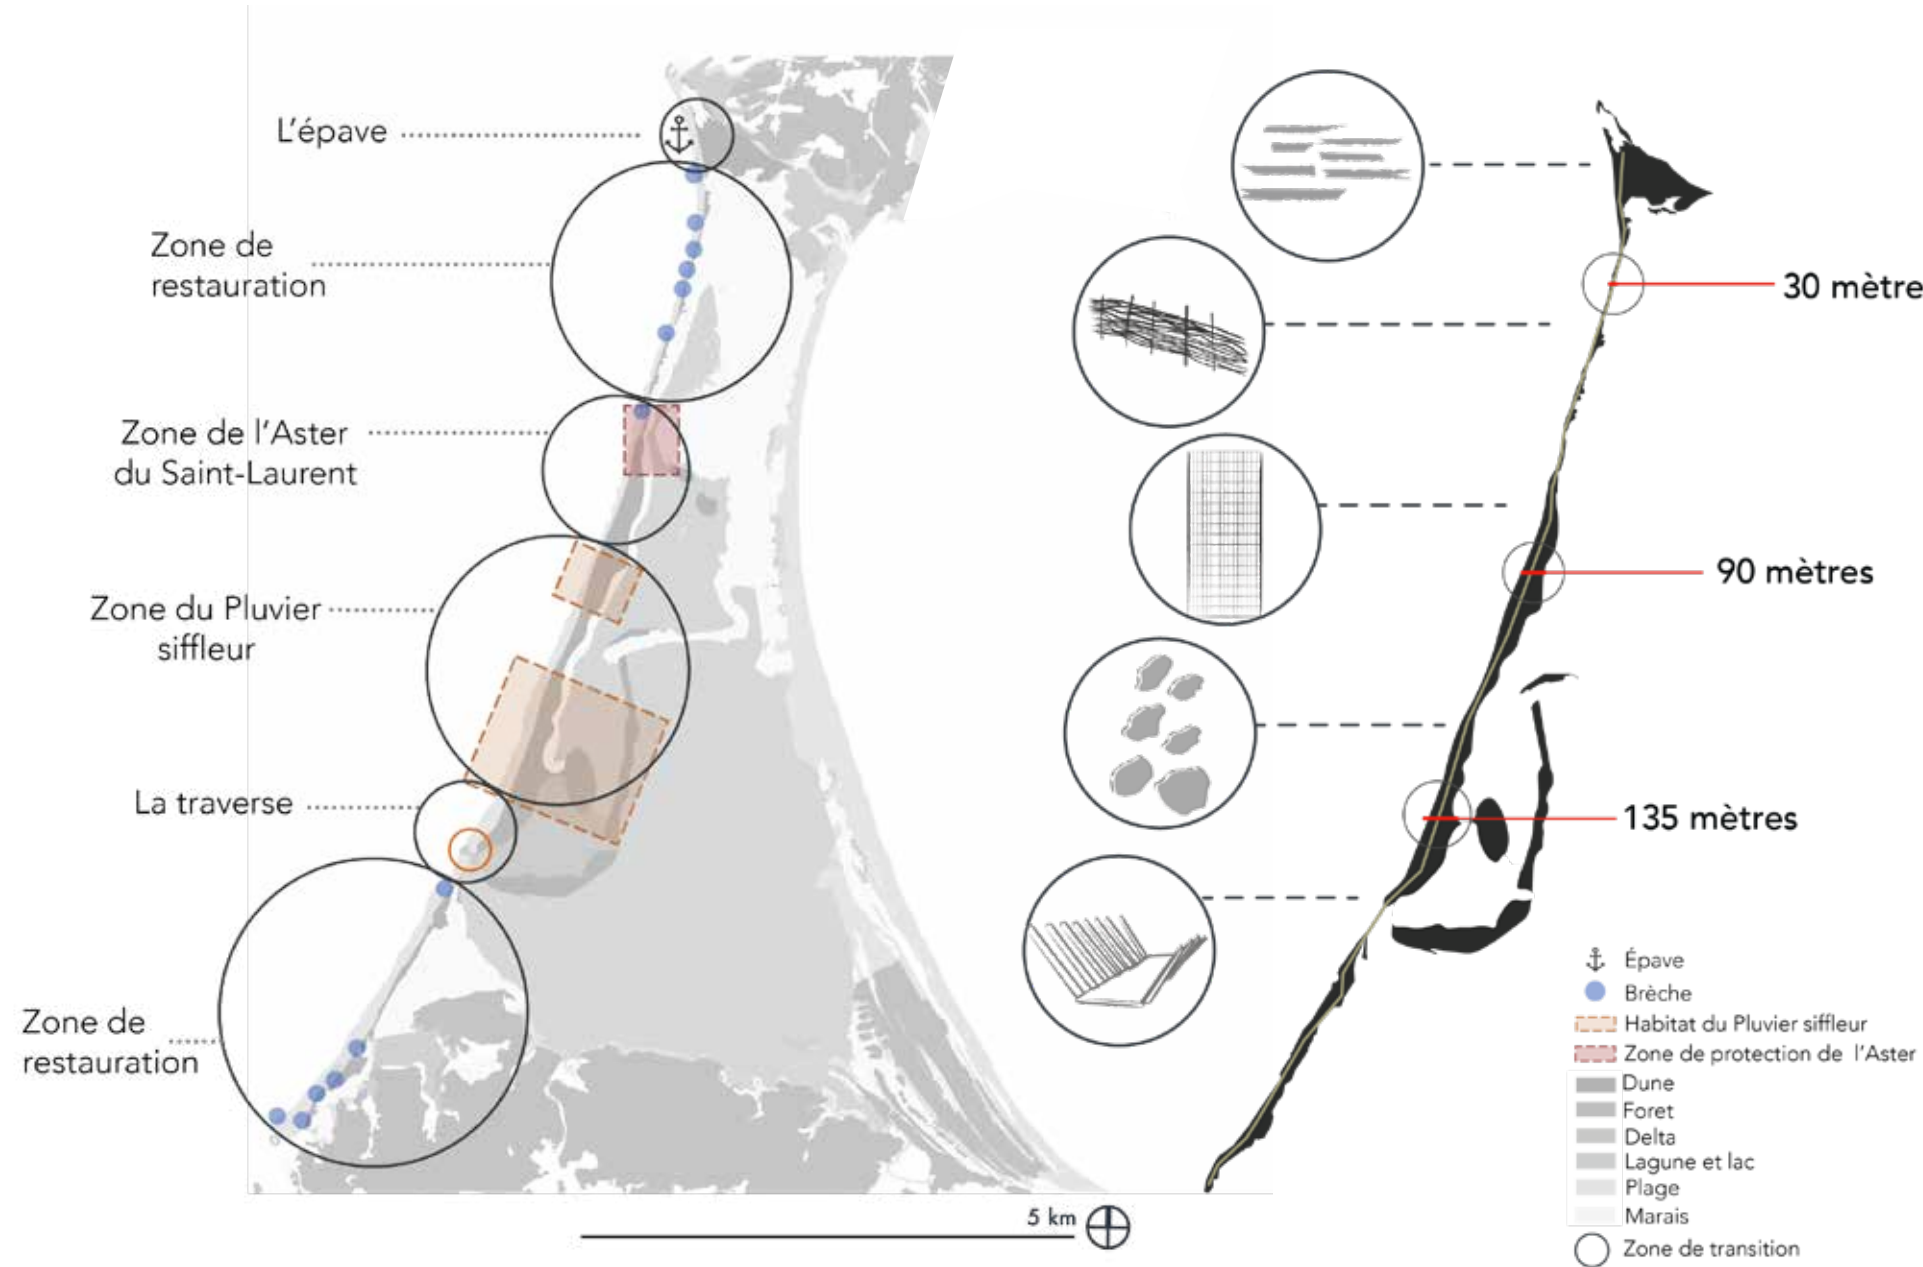 L'épave
Zone de
restauration
Zone de l'Aster
du Saint-Laurent
Zone du Pluvier
siffleur
La traverse
Zone de
restauration
5 km
30 mètre
90 mètres
135 mètres
Épave
Brèche
Habitat du Pluvier siffleur
Zone de protection de l'Aster
Dune
Foret
Delta
Lagune et lac
Plage
Marais
Zone de transition